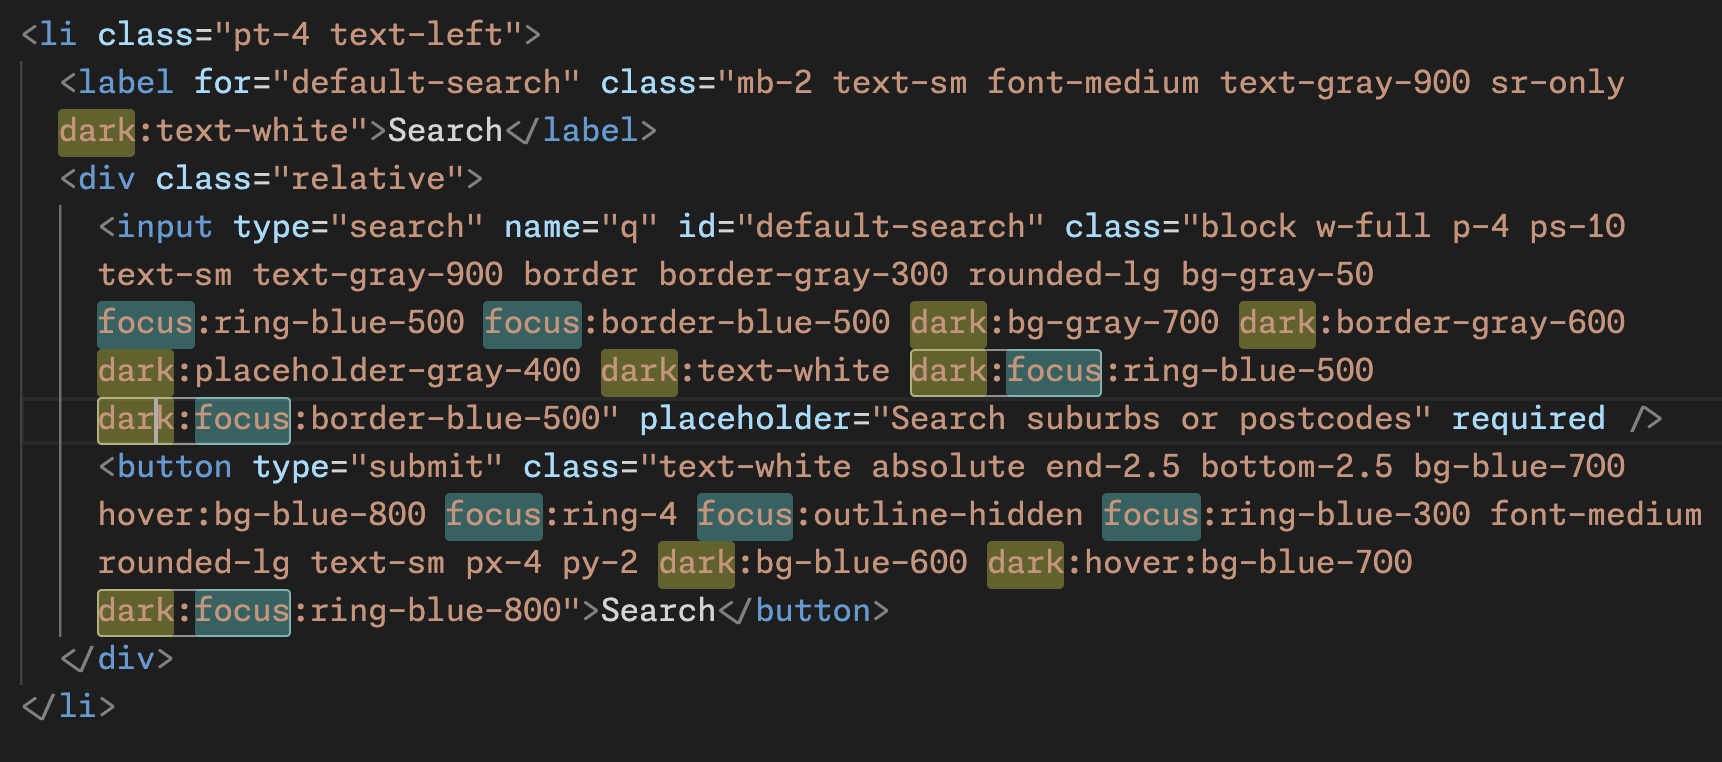 <li class="pt-4 text-left">
<label for="default-search" class="mb-2 text-sm font-medium text-gray-900 sr-only
dark:text-white">Search</label>
<div class="relative">
<input type="search" name="q" id="default-search" class="block w-full p-4 ps-10
text-sm text-gray-900 border border-gray-300 rounded-lg bg-gray-50
focus:ring-blue-500 focus:border-blue-500 dark:bg-gray-700 dark:border-gray-600
dark:placeholder-gray-400 dark:text-white dark:focus:ring-blue-500
dark:focus:border-blue-500" placeholder="Search suburbs or postcodes" required />
<button type="submit" class="text-white absolute end-2.5 bottom-2.5 bg-blue-700
hover:bg-blue-800 focus:ring-4 focus:outline-hidden focus:ring-blue-300 font-medium
rounded-lg text-sm px-4 py-2 dark:bg-blue-600 dark:hover:bg-blue-700
dark:focus:ring-blue-800">Search</button>
</div>
</li>